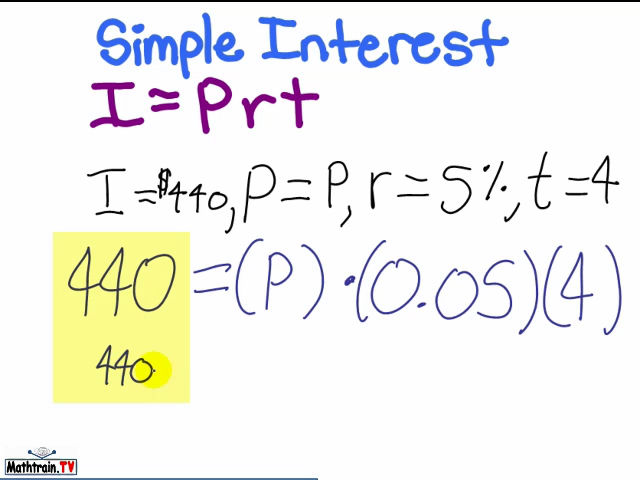 Simple Interest
I = Prt
I = $440, P = P, r = 5%, t = 4
440 = (P) · (0.05)(4)
440
Mathtrain.TV